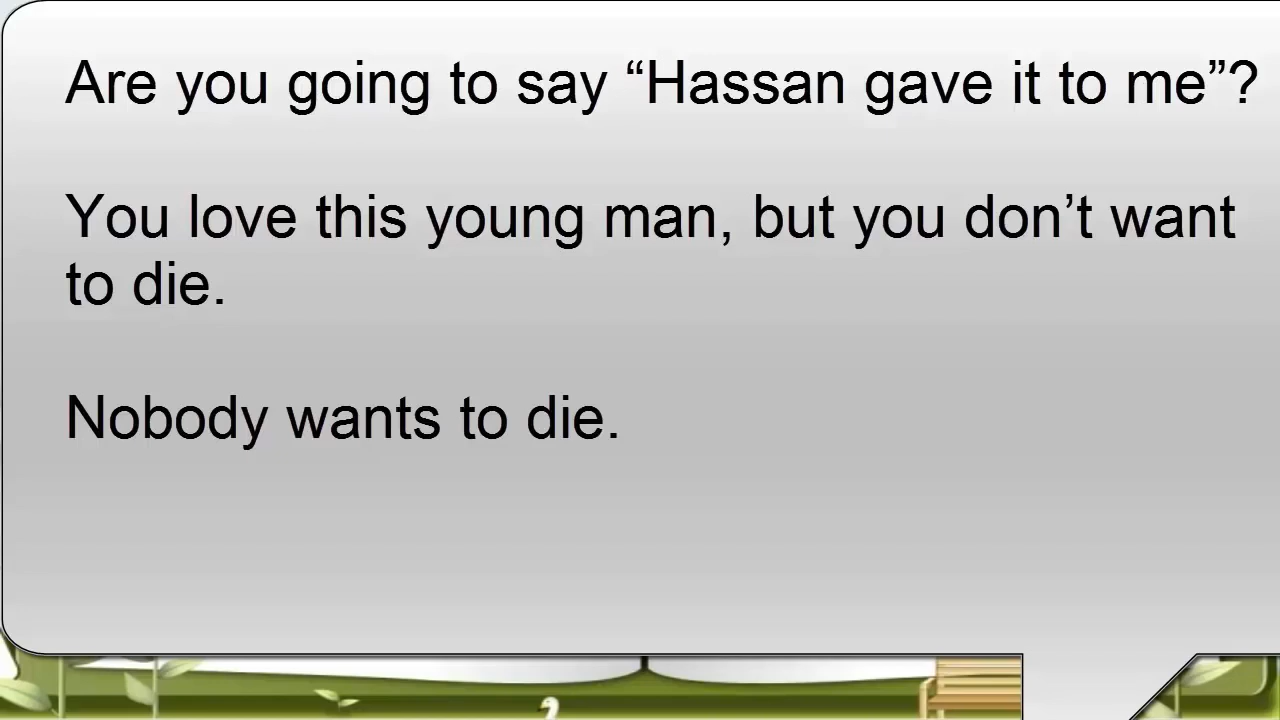 Are you going to say “Hassan gave it to me”?
You love this young man, but you don’t want
to die.
Nobody wants to die.